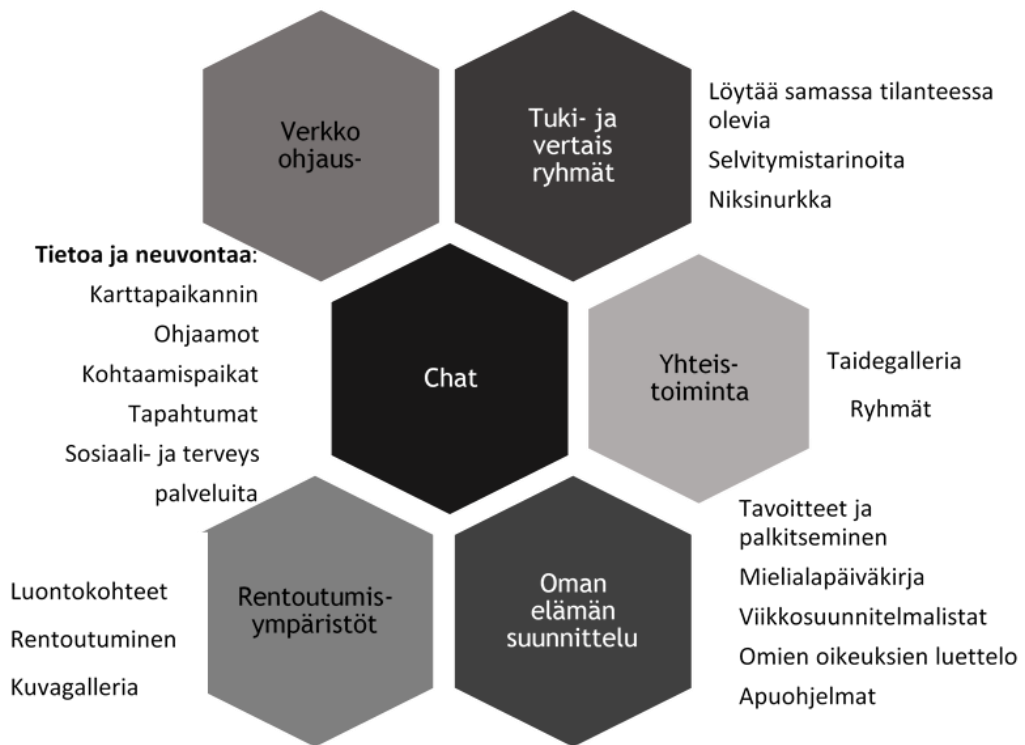 Verkko
ohjaus-
Tuki- ja
vertais
ryhmät
Löytää samassa tilanteessa
olevia
Selvitymistarinoita
Niksinurkka
Tietoa ja neuvontaa:
Karttapaikannin
Ohjaamot
Kohtaamispaikat
Tapahtumat
Sosiaali- ja terveys
palveluita
Chat
Yhteis-
toiminta
Taidegalleria
Ryhmät
Luontokohteet
Rentoutuminen
Kuvagalleria
Rentoutumis-
ympäristöt
Oman
elämän
suunnittelu
Tavoitteet ja
palkitseminen
Mielialapäiväkirja
Viikkosuunnitelmalistat
Omien oikeuksien luettelo
Apuohjelmat